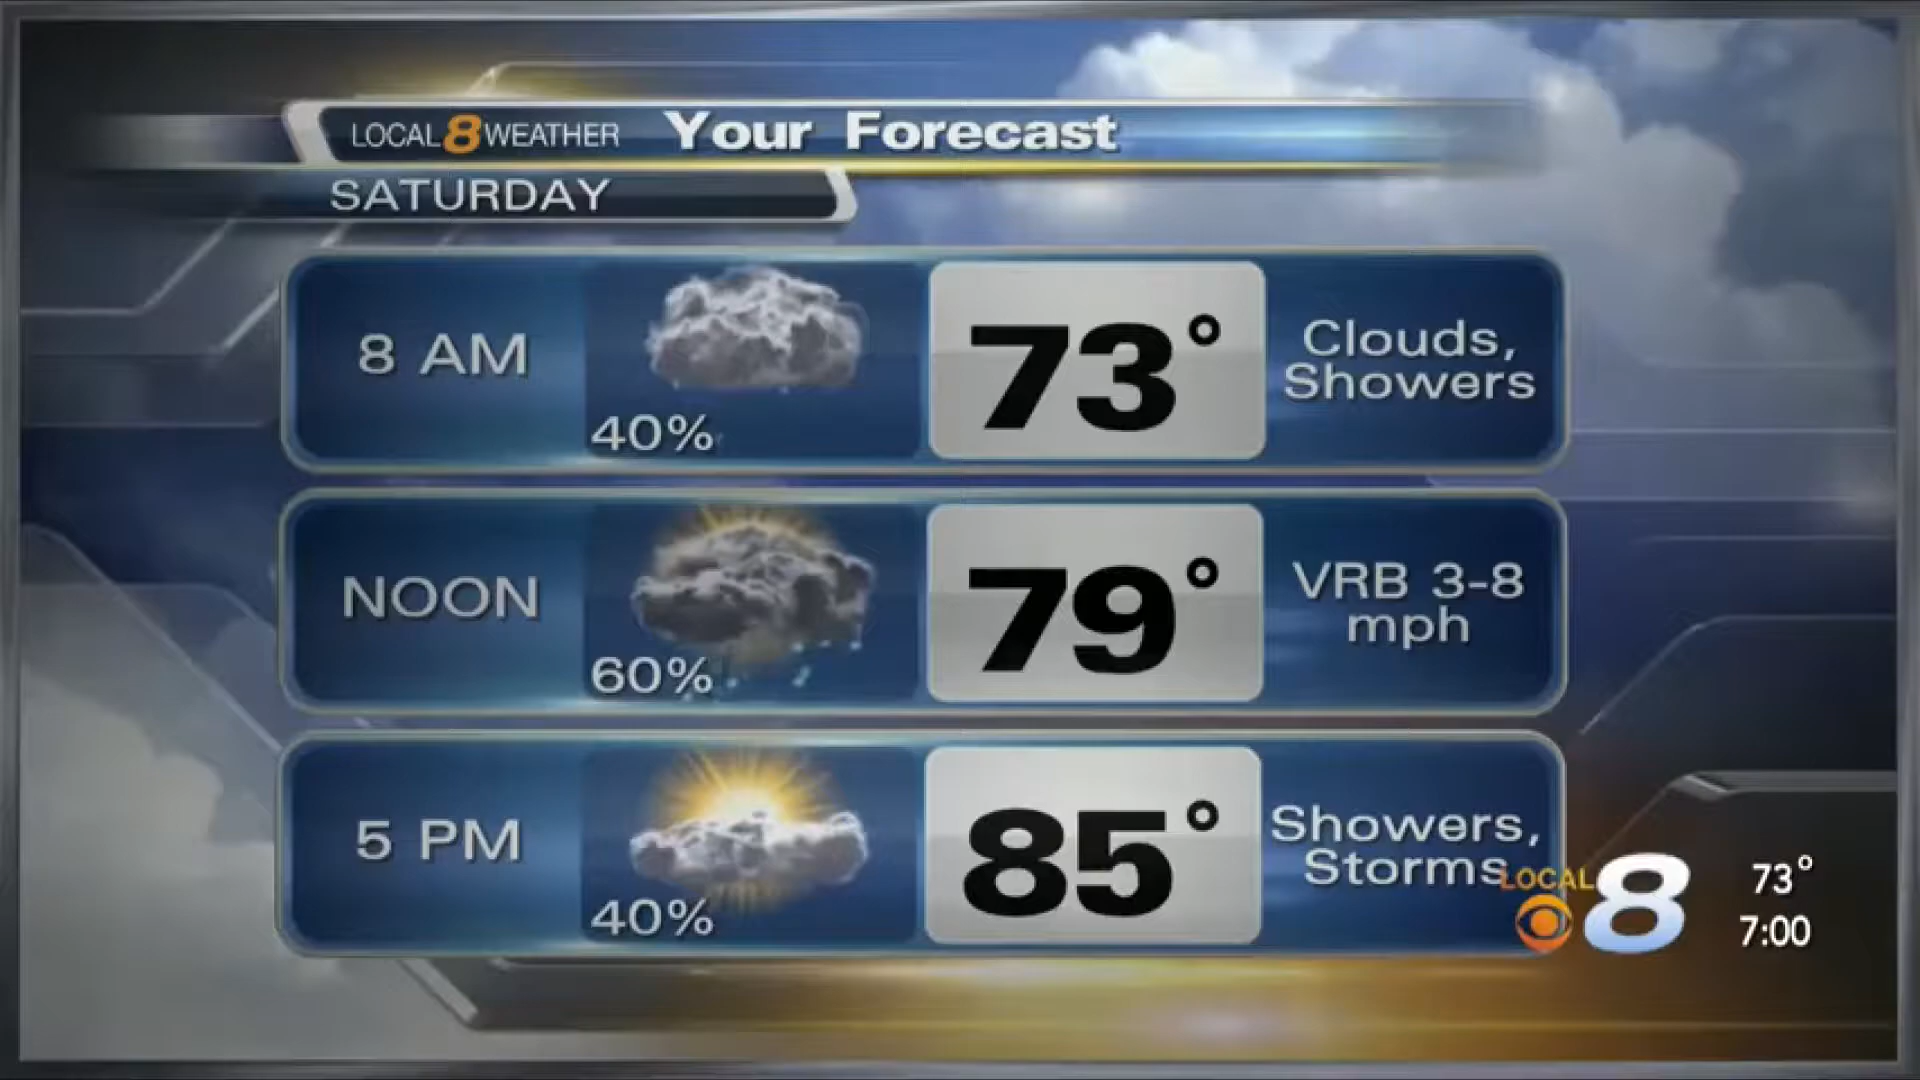 LOCAL 8 WEATHER Your Forecast
SATURDAY
8 AM
40%
73°
Clouds,
Showers
NOON
60%
79°
VRB 3-8
mph
5 PM
40%
85°
Showers,
Storms
LOCAL
8
73°
7:00